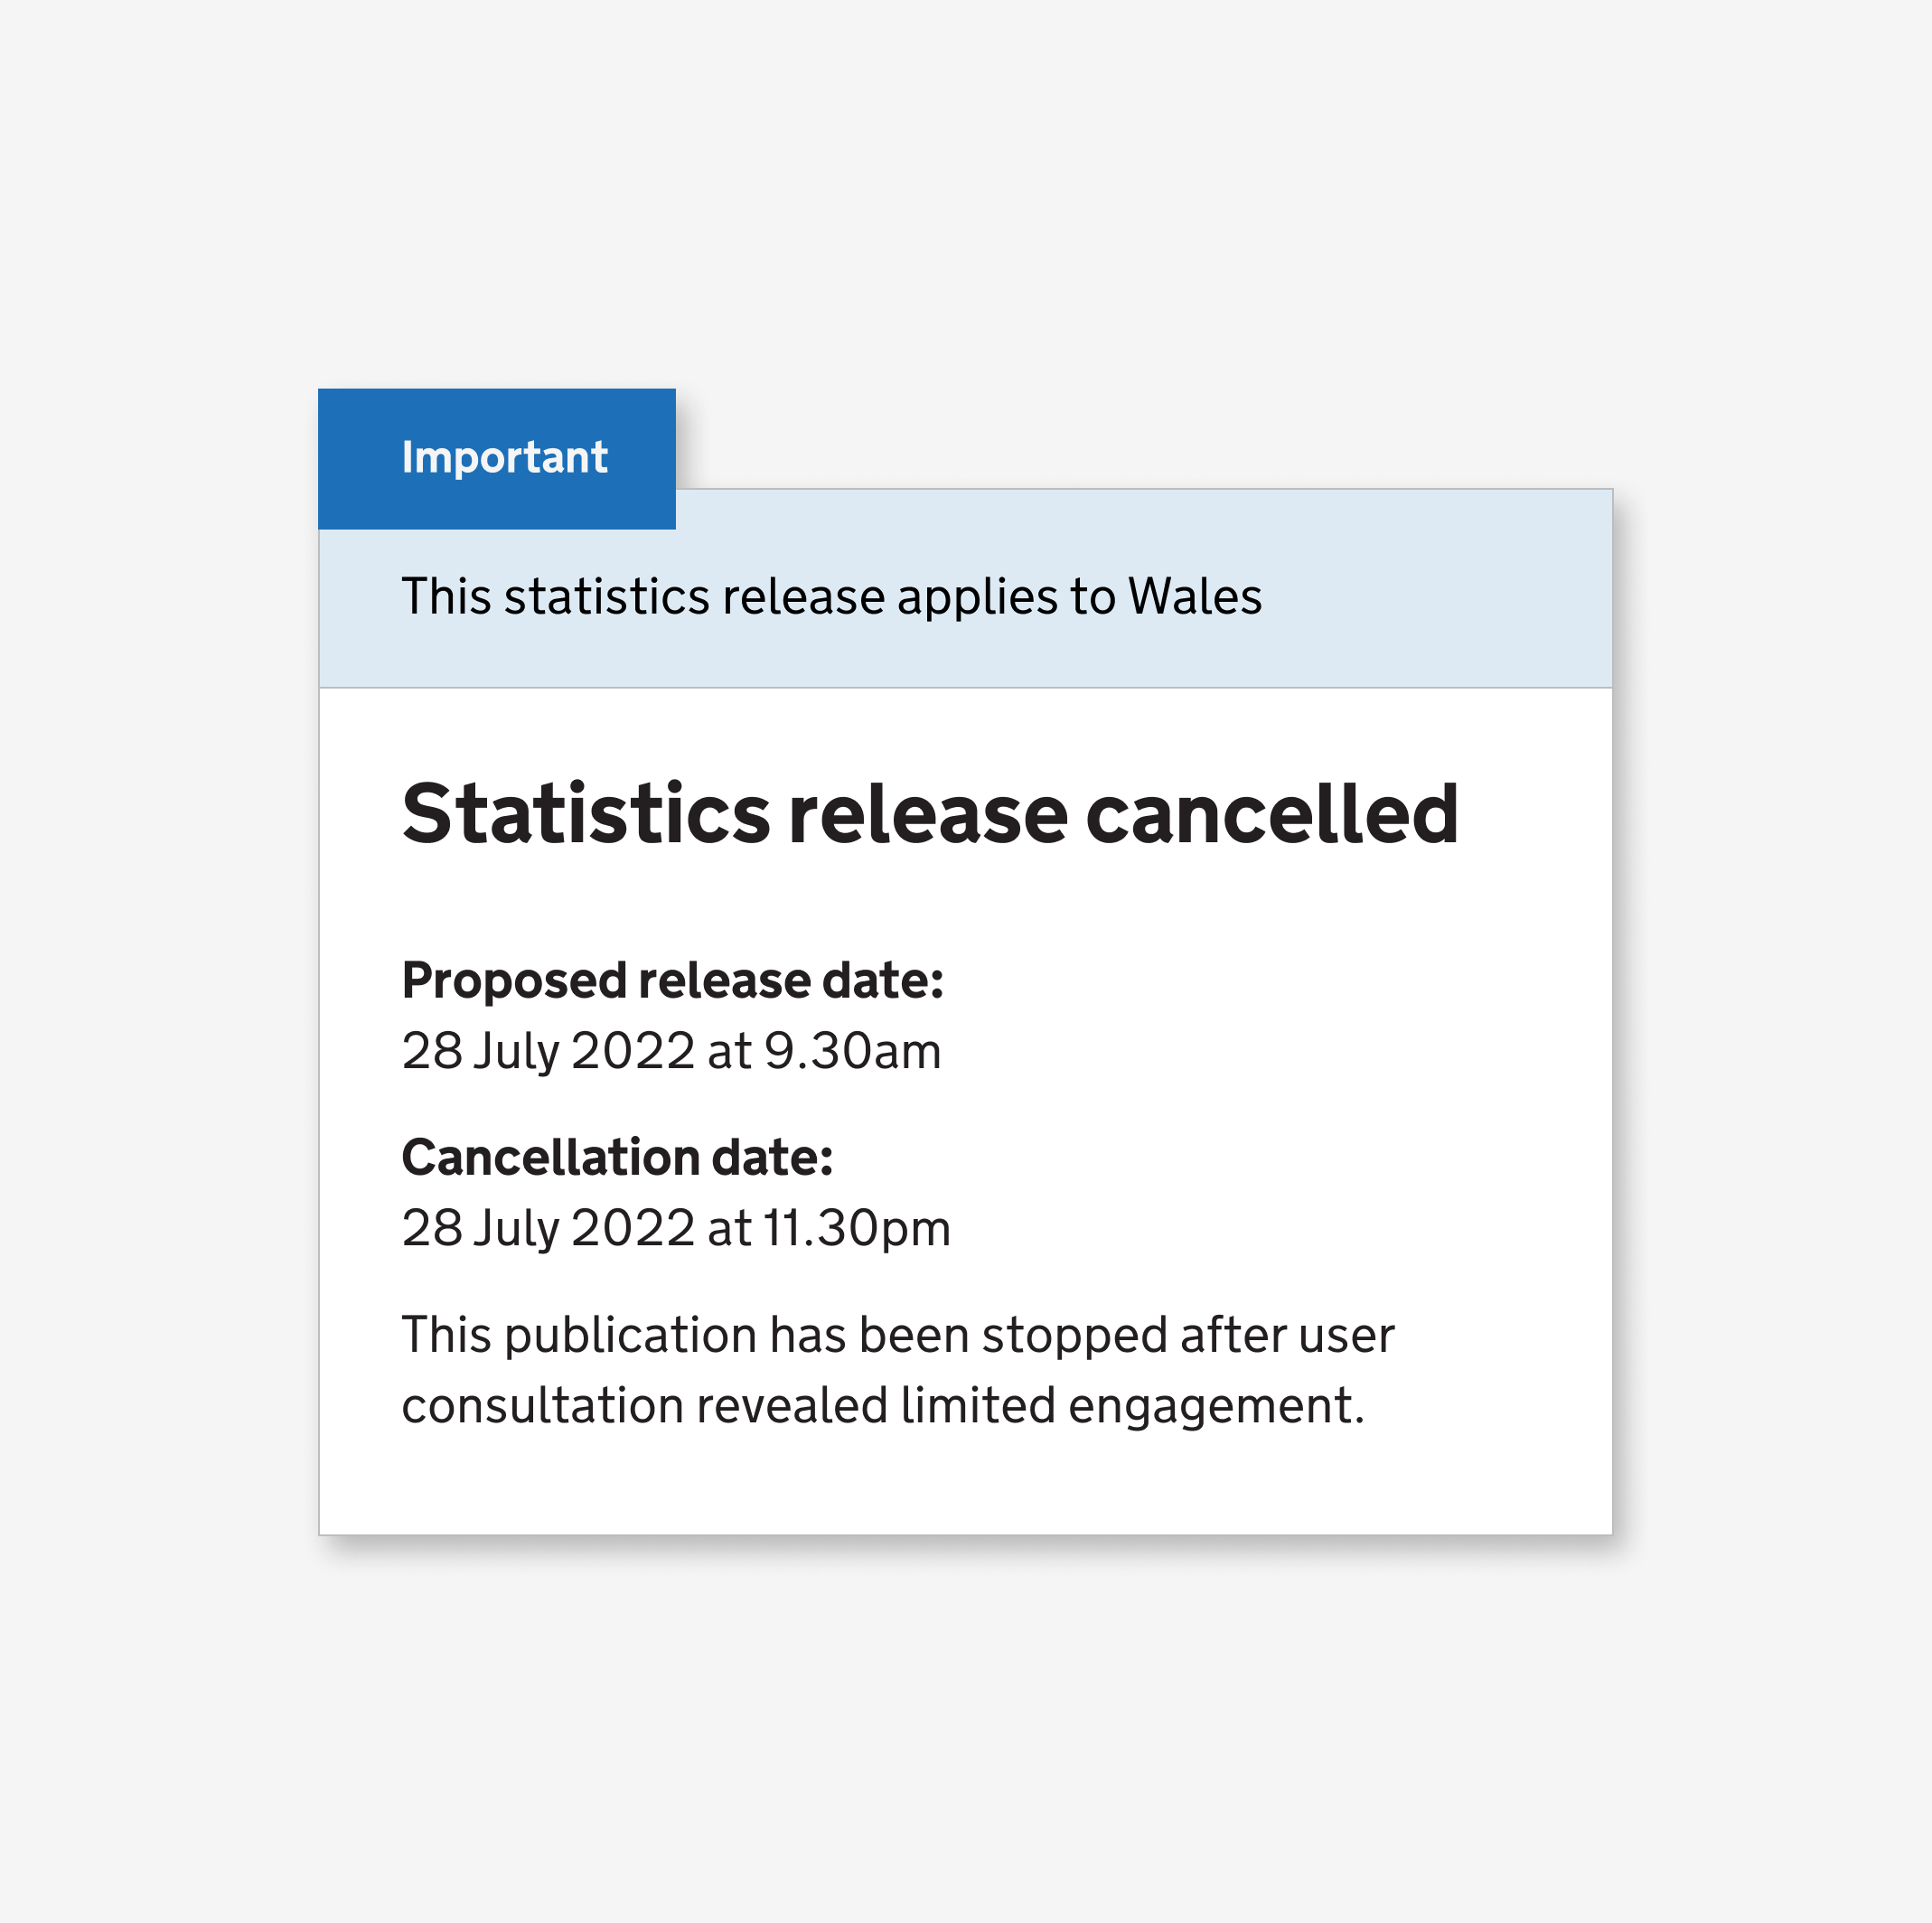 Important
This statistics release applies to Wales
Statistics release cancelled
Proposed release date:
28 July 2022 at 9.30am
Cancellation date:
28 July 2022 at 11.30pm
This publication has been stopped after user
consultation revealed limited engagement.